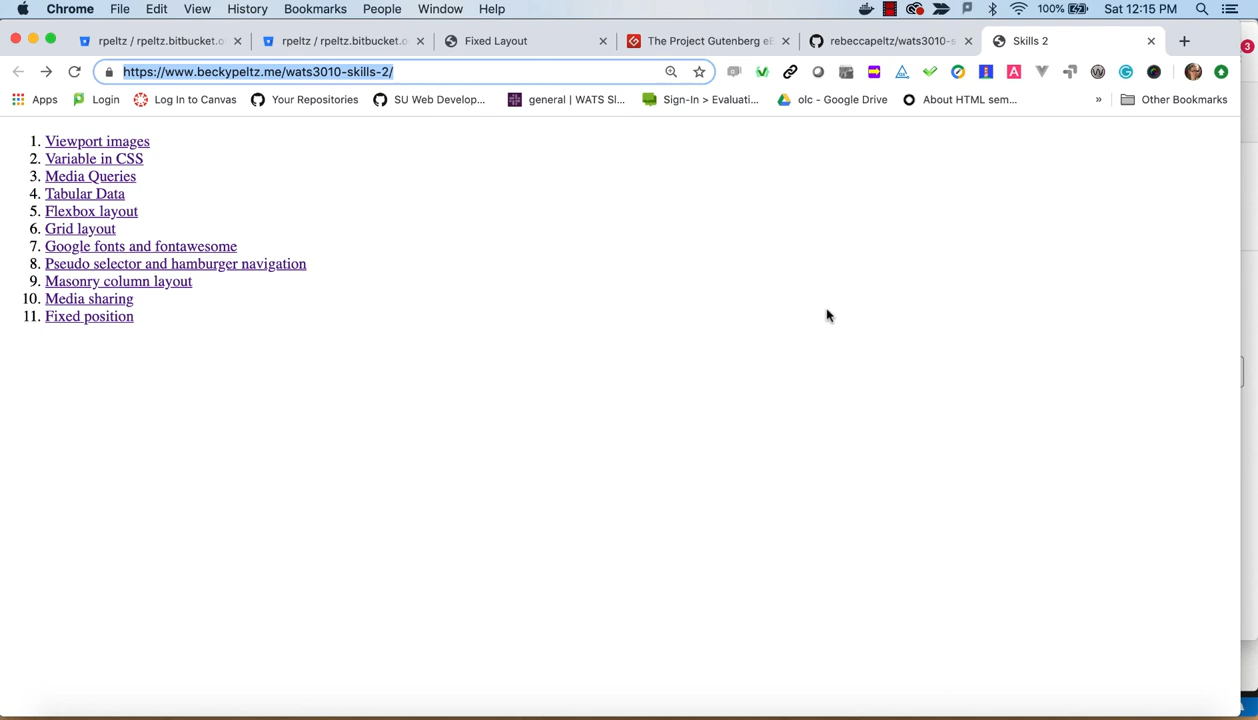 Chrome File Edit View History Bookmarks People Window Help 100% Sat 12:15 PM
rpeltz / rpeltz.bitbucket.o rpeltz / rpeltz.bitbucket.o Fixed Layout The Project Gutenberg eB rebeccapeltz/wats3010-s Skills 2
3
https://www.beckypeltz.me/wats3010-skills-2/
Apps Login Log In to Canvas Your Repositories SU Web Develop... general | WATS Sl... Sign-In > Evaluati... olc - Google Drive About HTML sem... » Other Bookmarks
1. Viewport images
2. Variable in CSS
3. Media Queries
4. Tabular Data
5. Flexbox layout
6. Grid layout
7. Google fonts and fontawesome
8. Pseudo selector and hamburger navigation
9. Masonry column layout
10. Media sharing
11. Fixed position